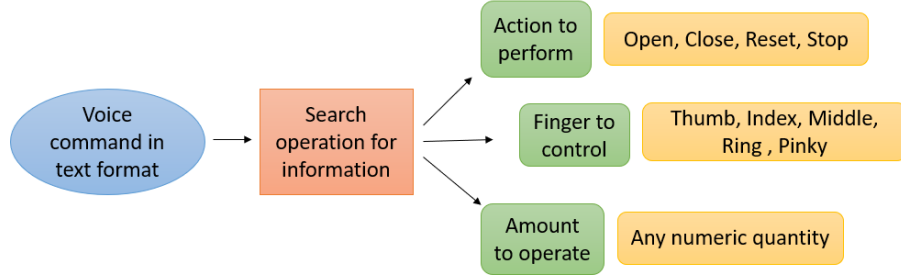 Voice
command in
text format
Search
operation for
information
Action to
perform
Open, Close, Reset, Stop
Finger to
control
Thumb, Index, Middle,
Ring , Pinky
Amount
to operate
Any numeric quantity